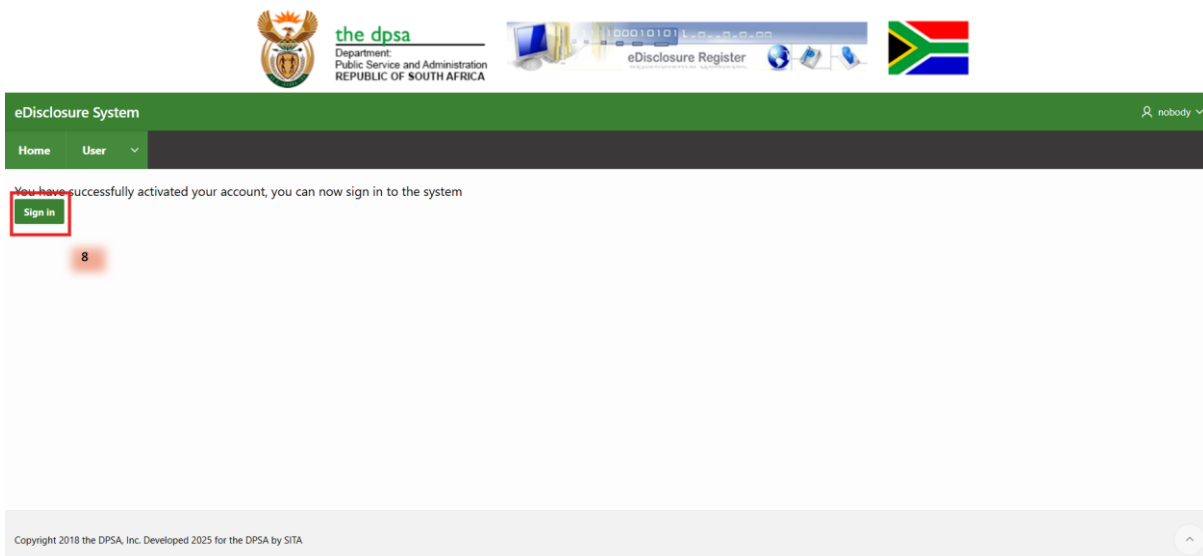 the dpsa
Department:
Public Service and Administration
REPUBLIC OF SOUTH AFRICA
eDisclosure Register
eDisclosure System
nobody
Home User
You have successfully activated your account, you can now sign in to the system
Sign in
8
Copyright 2018 the DPSA, Inc. Developed 2025 for the DPSA by SITA